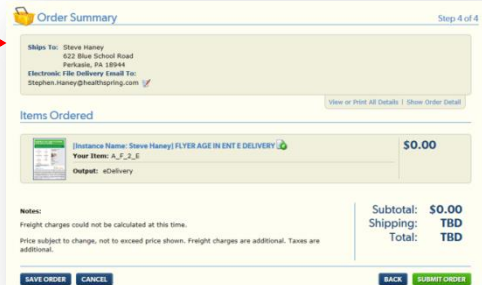 Order Summary
Step 4 of 4
Ships To: Steve Haney
622 Blue School Road
Perkasie, PA 18944
Electronic File Delivery Email To:
Stephen.Haney@healthspring.com
View or Print All Details | Show Order Detail
Items Ordered
[Instance Name: Steve Haney] FLYER AGE IN ENT E DELIVERY
$0.00
Your Item: A_F_2_E
Output: eDelivery
Notes:
Freight charges could not be calculated at this time.
Price subject to change, not to exceed price shown. Freight charges are additional. Taxes are
additional.
Subtotal: $0.00
Shipping: TBD
Total: TBD
SAVE ORDER CANCEL BACK SUBMIT ORDER